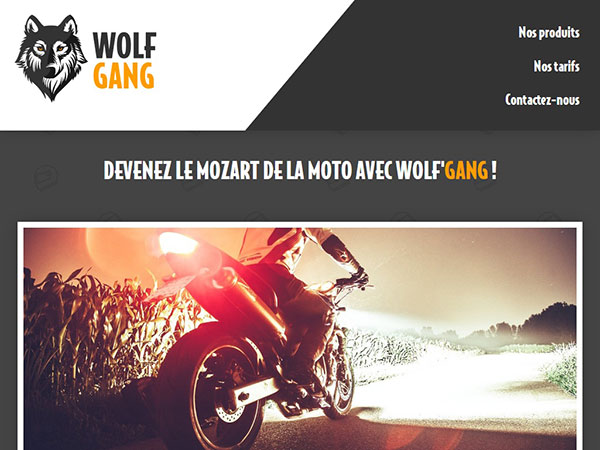 WOLF
GANG
Nos produits
Nos tarifs
Contactez-nous
DEVENEZ LE MOZART DE LA MOTO AVEC WOLF'GANG !